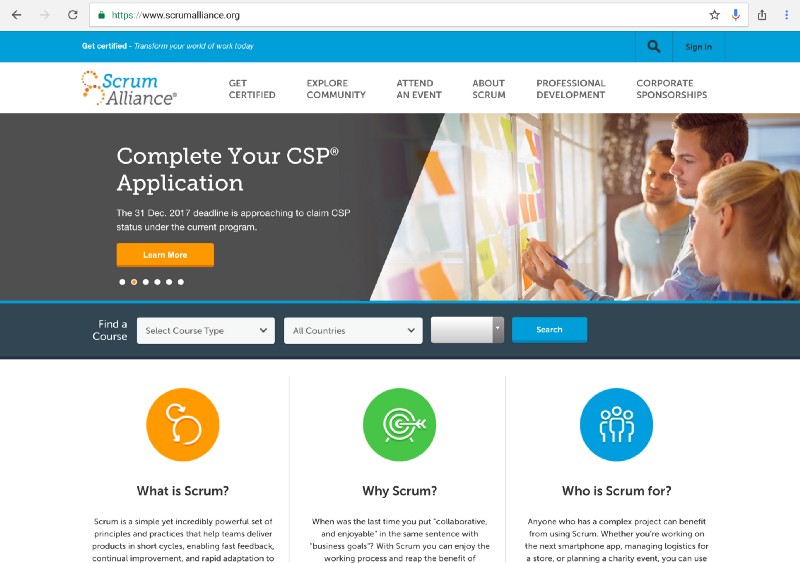 https://www.scrumalliance.org
Get certified - Transform your world of work today
Sign In
Scrum
Alliance®
GET
CERTIFIED
EXPLORE
COMMUNITY
ATTEND
AN EVENT
ABOUT
SCRUM
PROFESSIONAL
DEVELOPMENT
CORPORATE
SPONSORSHIPS
Complete Your CSP®
Application
The 31 Dec. 2017 deadline is approaching to claim CSP
status under the current program.
Learn More
Find a
Course
Select Course Type
All Countries
Search
What is Scrum?
Scrum is a simple yet incredibly powerful set of
principles and practices that help teams deliver
products in short cycles, enabling fast feedback,
continual improvement, and rapid adaptation to
Why Scrum?
When was the last time you put "collaborative,
and enjoyable" in the same sentence with
"business goals"? With Scrum you can enjoy the
working process and reap the benefit of
Who is Scrum for?
Anyone who has a complex project can benefit
from using Scrum. Whether you're working on
the next smartphone app, managing logistics for
a store, or planning a charity event, you can use